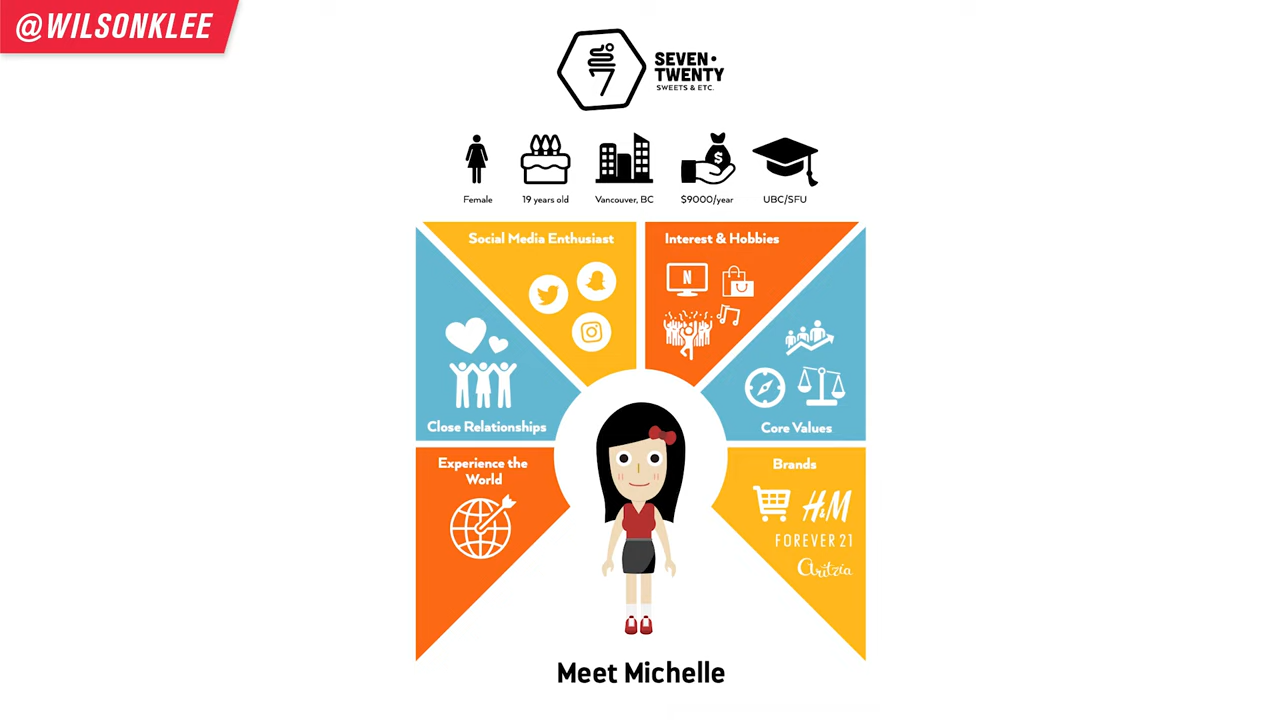 @WILSONKLEE
SEVEN•
TWENTY
SWEETS & ETC.
$
Female
19 years old
Vancouver, BC
$9000/year
UBC/SFU
Social Media Enthusiast
Interest & Hobbies
N
Close Relationships
Core Values
Experience the
World
Brands
H&M
FOREVER 21
aritzia
Meet Michelle